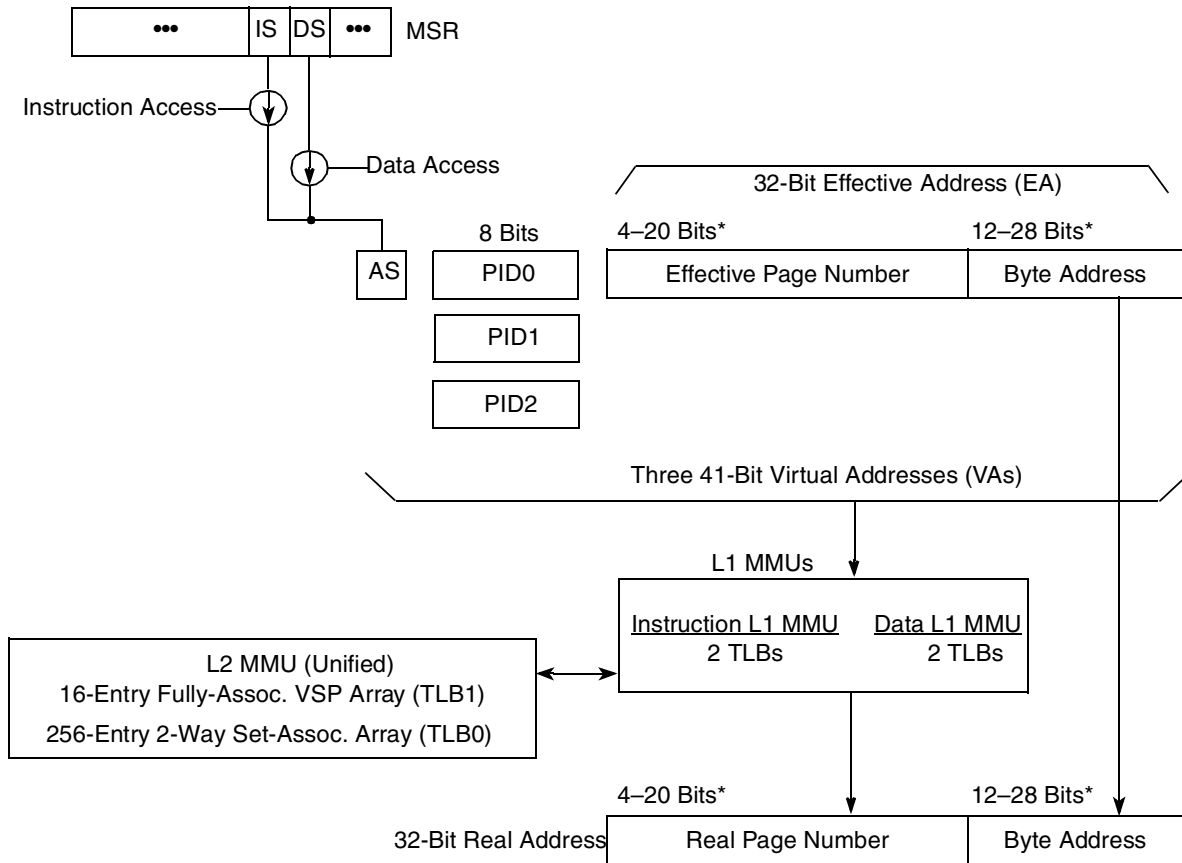 ••• IS DS ••• MSR
Instruction Access
Data Access
32-Bit Effective Address (EA)
8 Bits 4–20 Bits* 12–28 Bits*
AS PID0 Effective Page Number Byte Address
PID1
PID2
Three 41-Bit Virtual Addresses (VAs)
L1 MMUs
Instruction L1 MMU Data L1 MMU
2 TLBs 2 TLBs
L2 MMU (Unified)
16-Entry Fully-Assoc. VSP Array (TLB1)
256-Entry 2-Way Set-Assoc. Array (TLB0)
4–20 Bits* 12–28 Bits*
32-Bit Real Address Real Page Number Byte Address